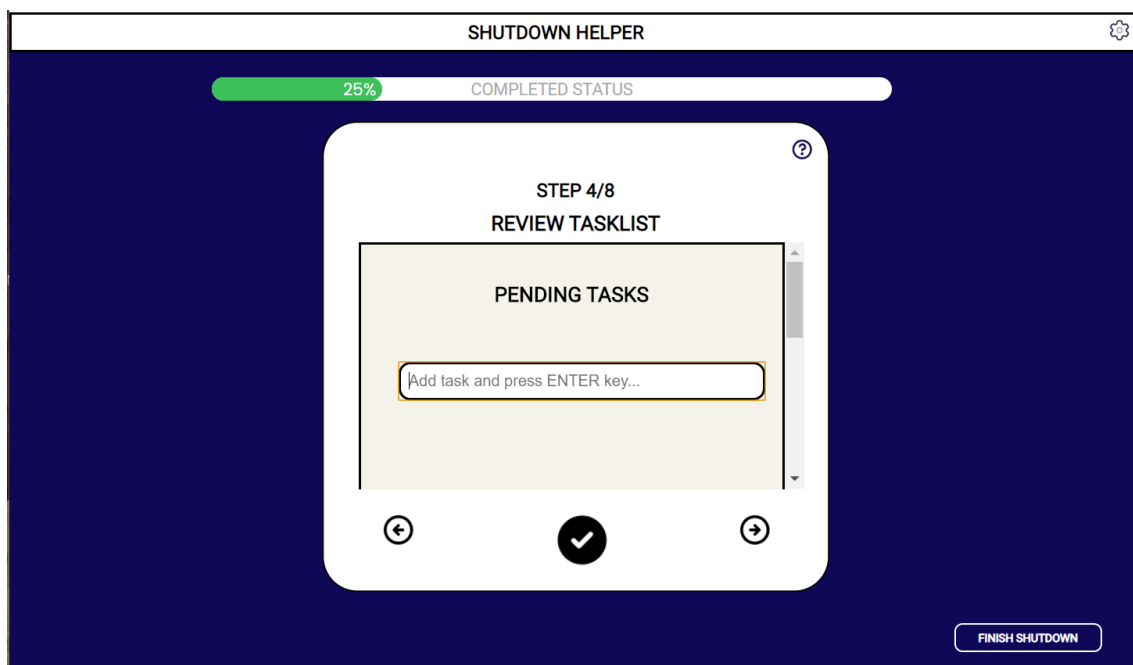 SHUTDOWN HELPER
25%
COMPLETED STATUS
STEP 4/8
REVIEW TASKLIST
PENDING TASKS
Add task and press ENTER key...
FINISH SHUTDOWN